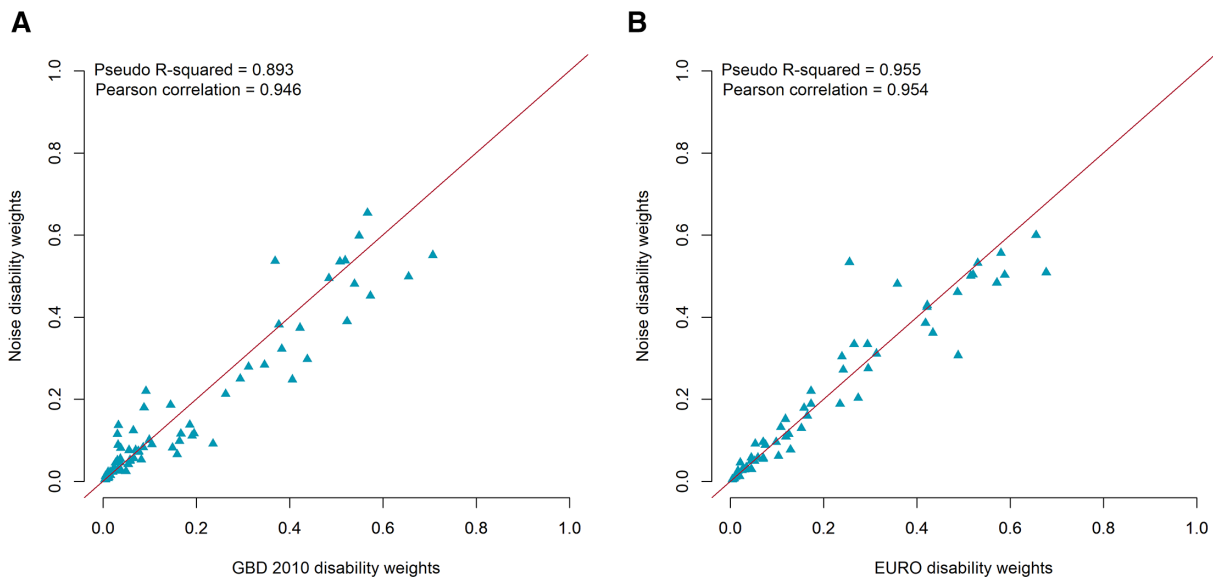 A
Pseudo R-squared = 0.893
Pearson correlation = 0.946
Noise disability weights
1.0
0.8
0.6
0.4
0.2
0.0
0.0 0.2 0.4 0.6 0.8 1.0
GBD 2010 disability weights
B
Pseudo R-squared = 0.955
Pearson correlation = 0.954
Noise disability weights
1.0
0.8
0.6
0.4
0.2
0.0
0.0 0.2 0.4 0.6 0.8 1.0
EURO disability weights